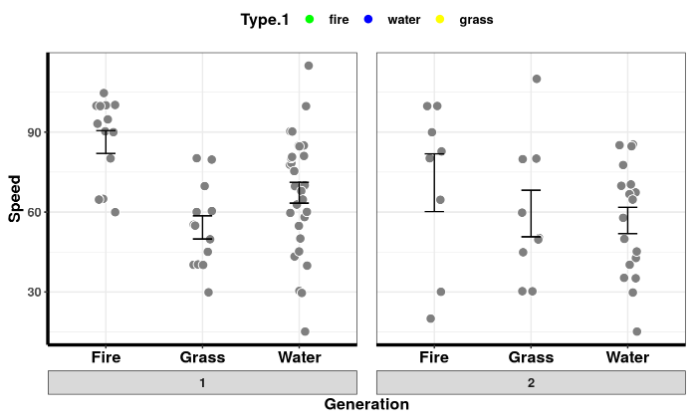 Type.1 fire water grass
Speed
90
60
30
Fire Grass Water Fire Grass Water
1 2
Generation